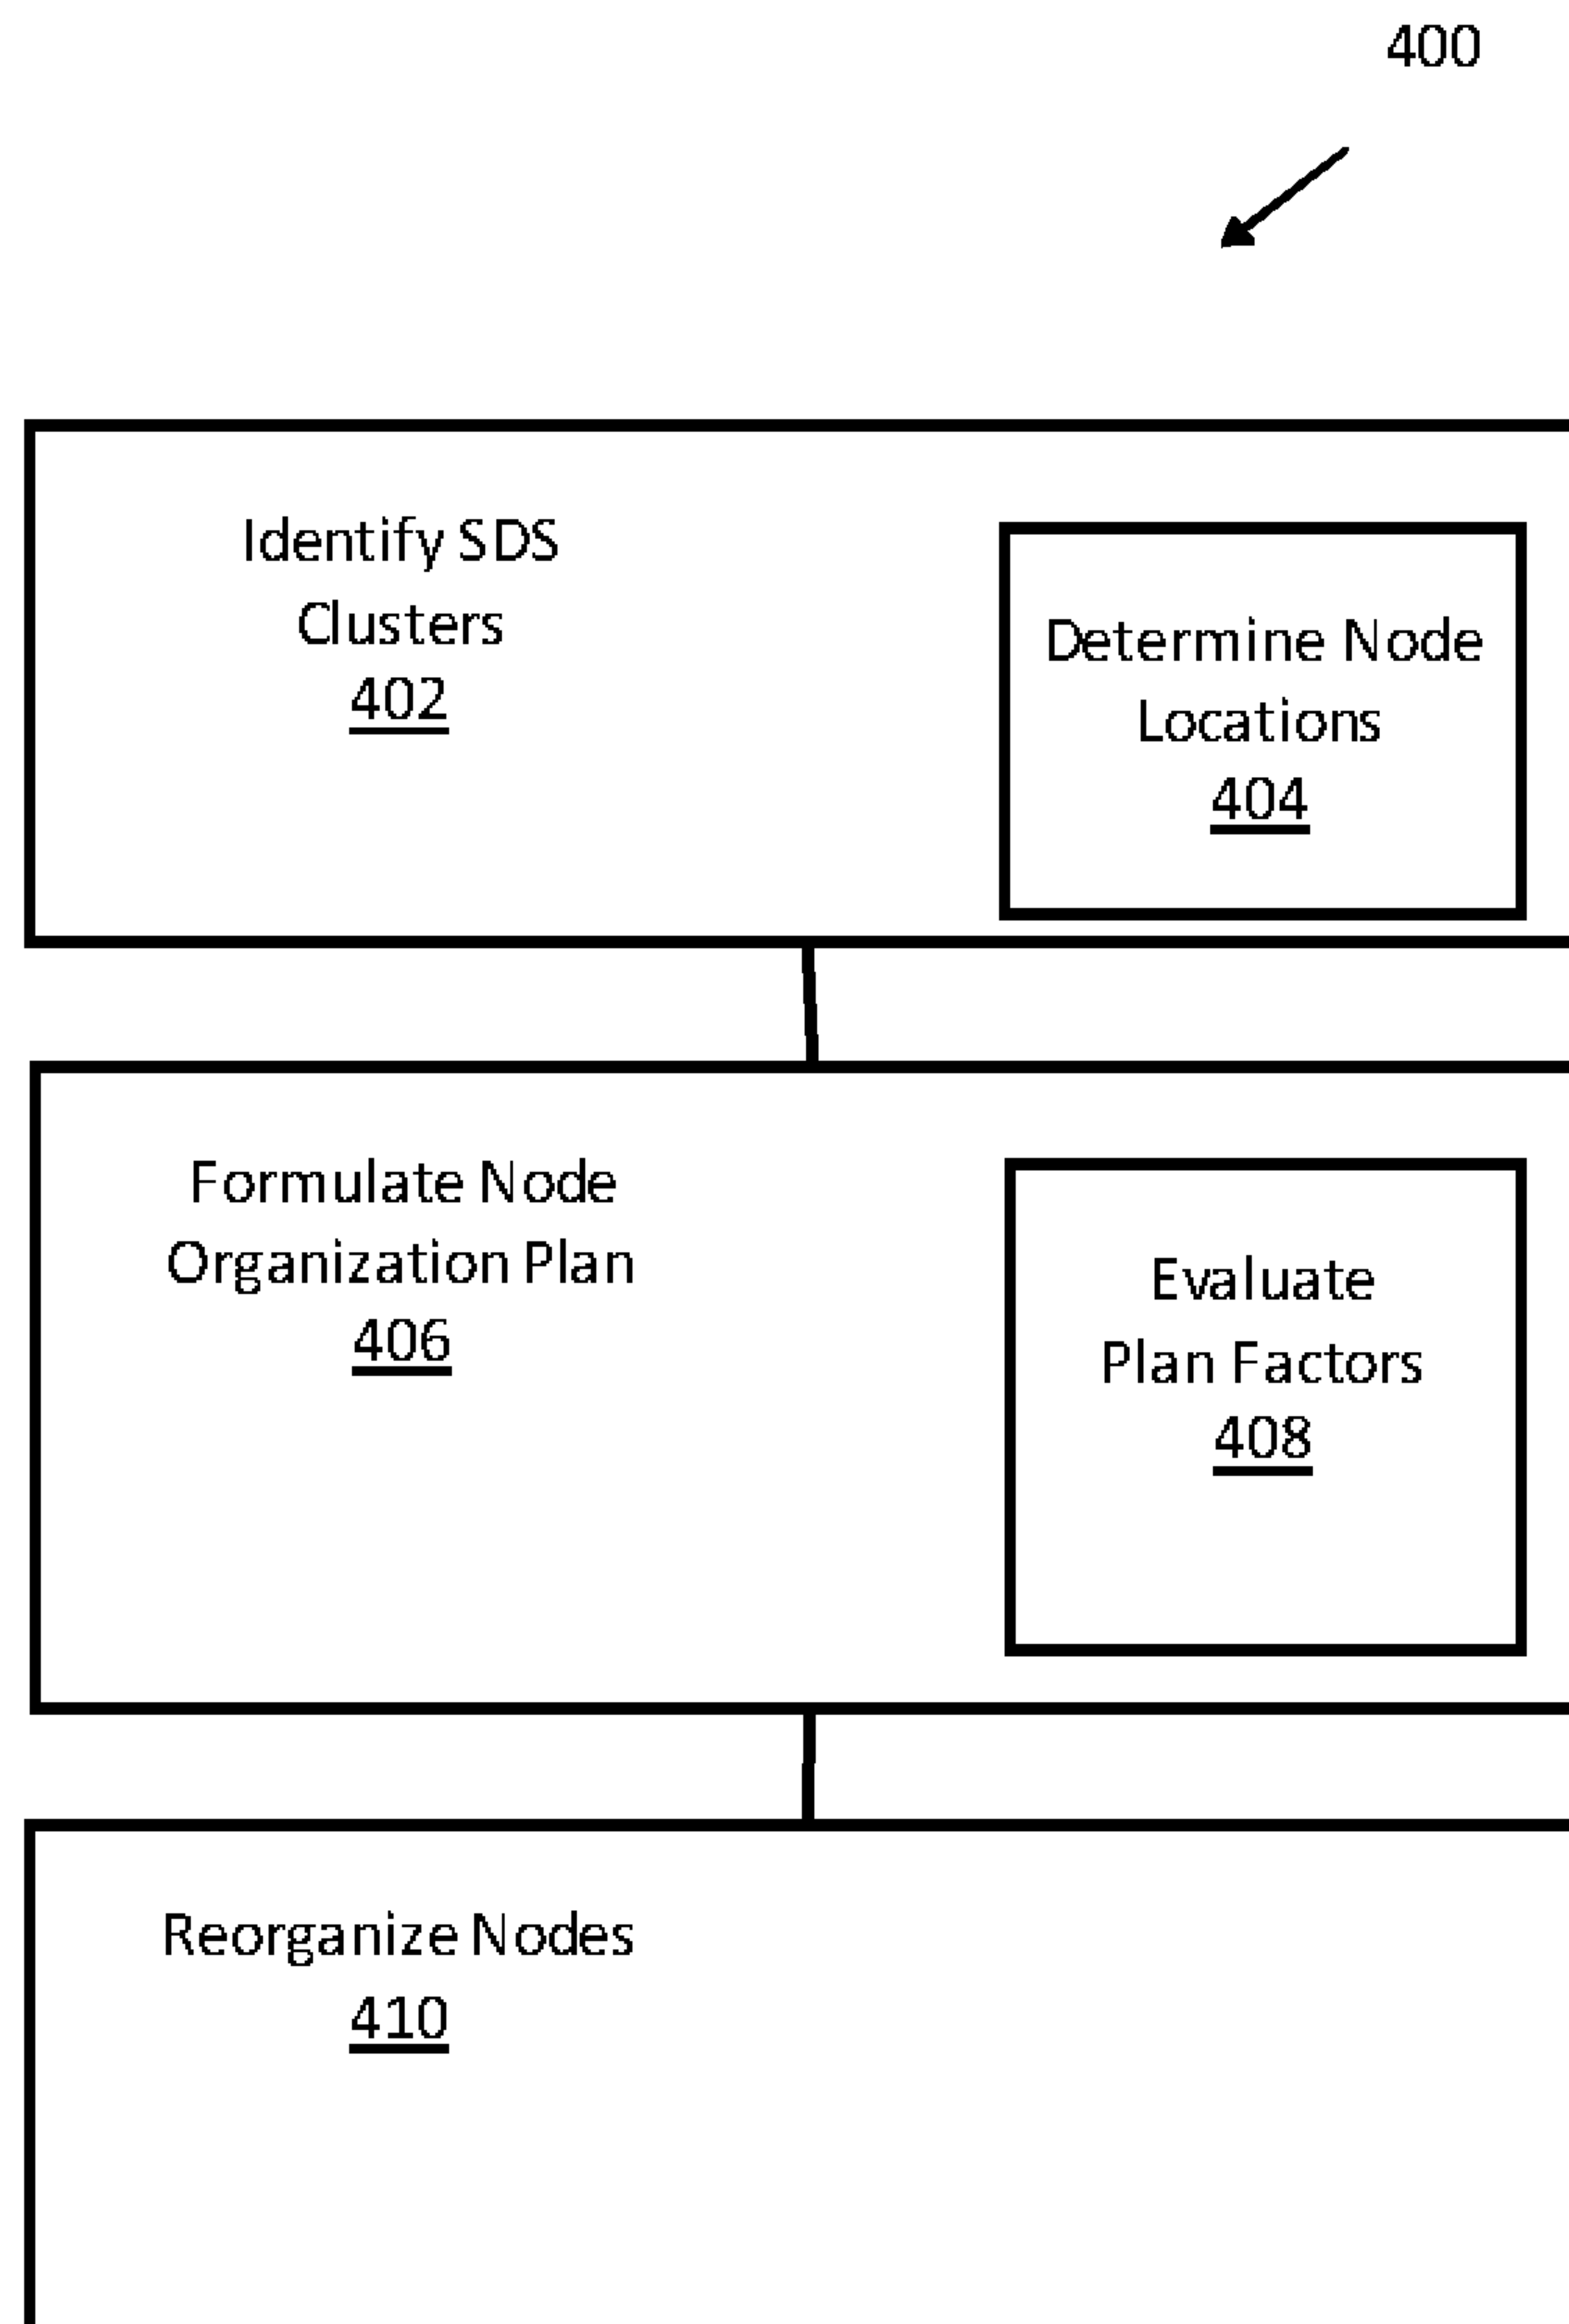 400
Identify SDS
Clusters
402
Determine Node
Locations
404
Formulate Node
Organization Plan
406
Evaluate
Plan Factors
408
Reorganize Nodes
410